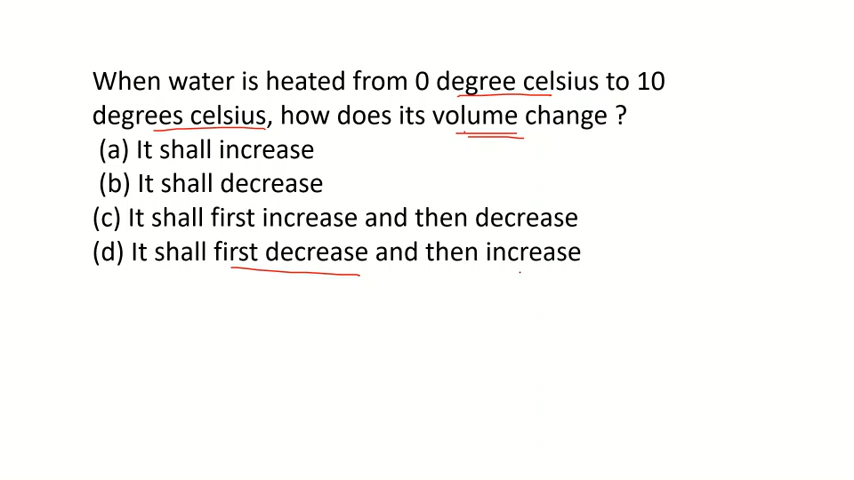 When water is heated from 0 degree celsius to 10
degrees celsius, how does its volume change ?
(a) It shall increase
(b) It shall decrease
(c) It shall first increase and then decrease
(d) It shall first decrease and then increase